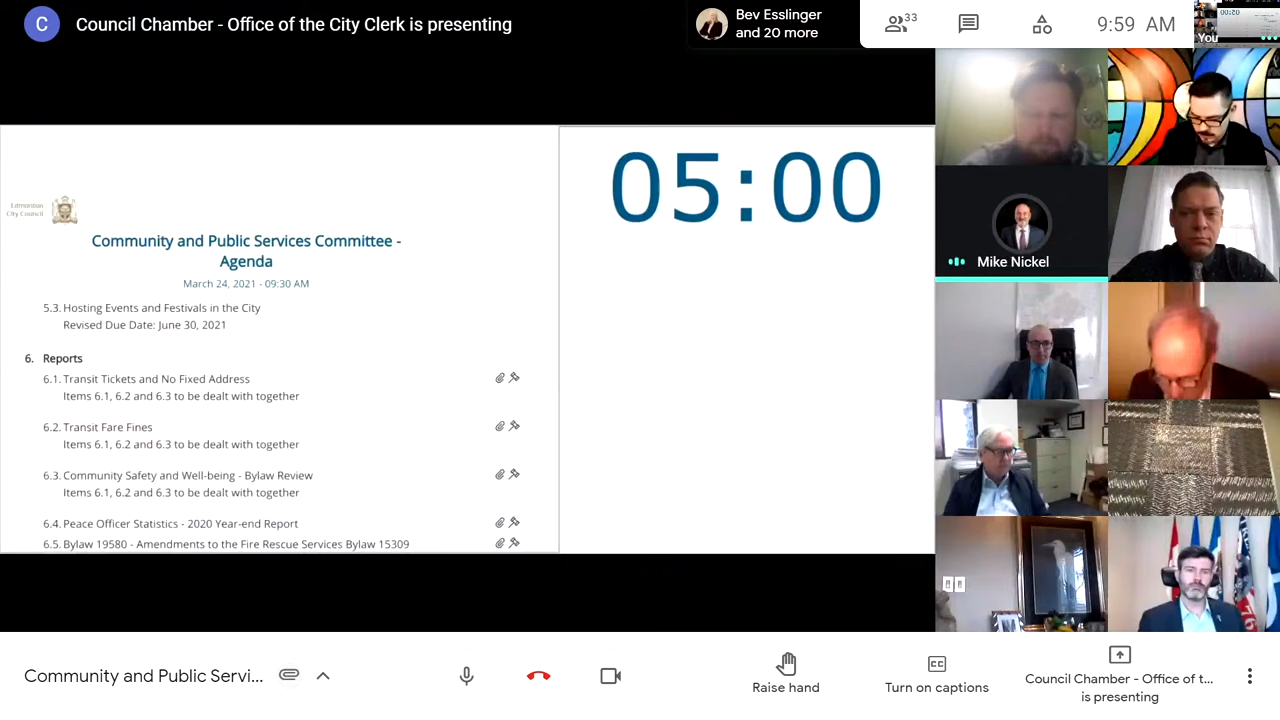 C
Council Chamber - Office of the City Clerk is presenting
Bev Esslinger
and 20 more
33
9:59 AM
You
Edmonton
City Council
Community and Public Services Committee -
Agenda
March 24, 2021 - 09:30 AM
5.3. Hosting Events and Festivals in the City
Revised Due Date: June 30, 2021
6. Reports
6.1. Transit Tickets and No Fixed Address
Items 6.1, 6.2 and 6.3 to be dealt with together
6.2. Transit Fare Fines
Items 6.1, 6.2 and 6.3 to be dealt with together
6.3. Community Safety and Well-being - Bylaw Review
Items 6.1, 6.2 and 6.3 to be dealt with together
6.4. Peace Officer Statistics - 2020 Year-end Report
6.5. Bylaw 19580 - Amendments to the Fire Rescue Services Bylaw 15309
05:00
Mike Nickel
Community and Public Servi...
Raise hand
CC
Turn on captions
Council Chamber - Office of t...
is presenting